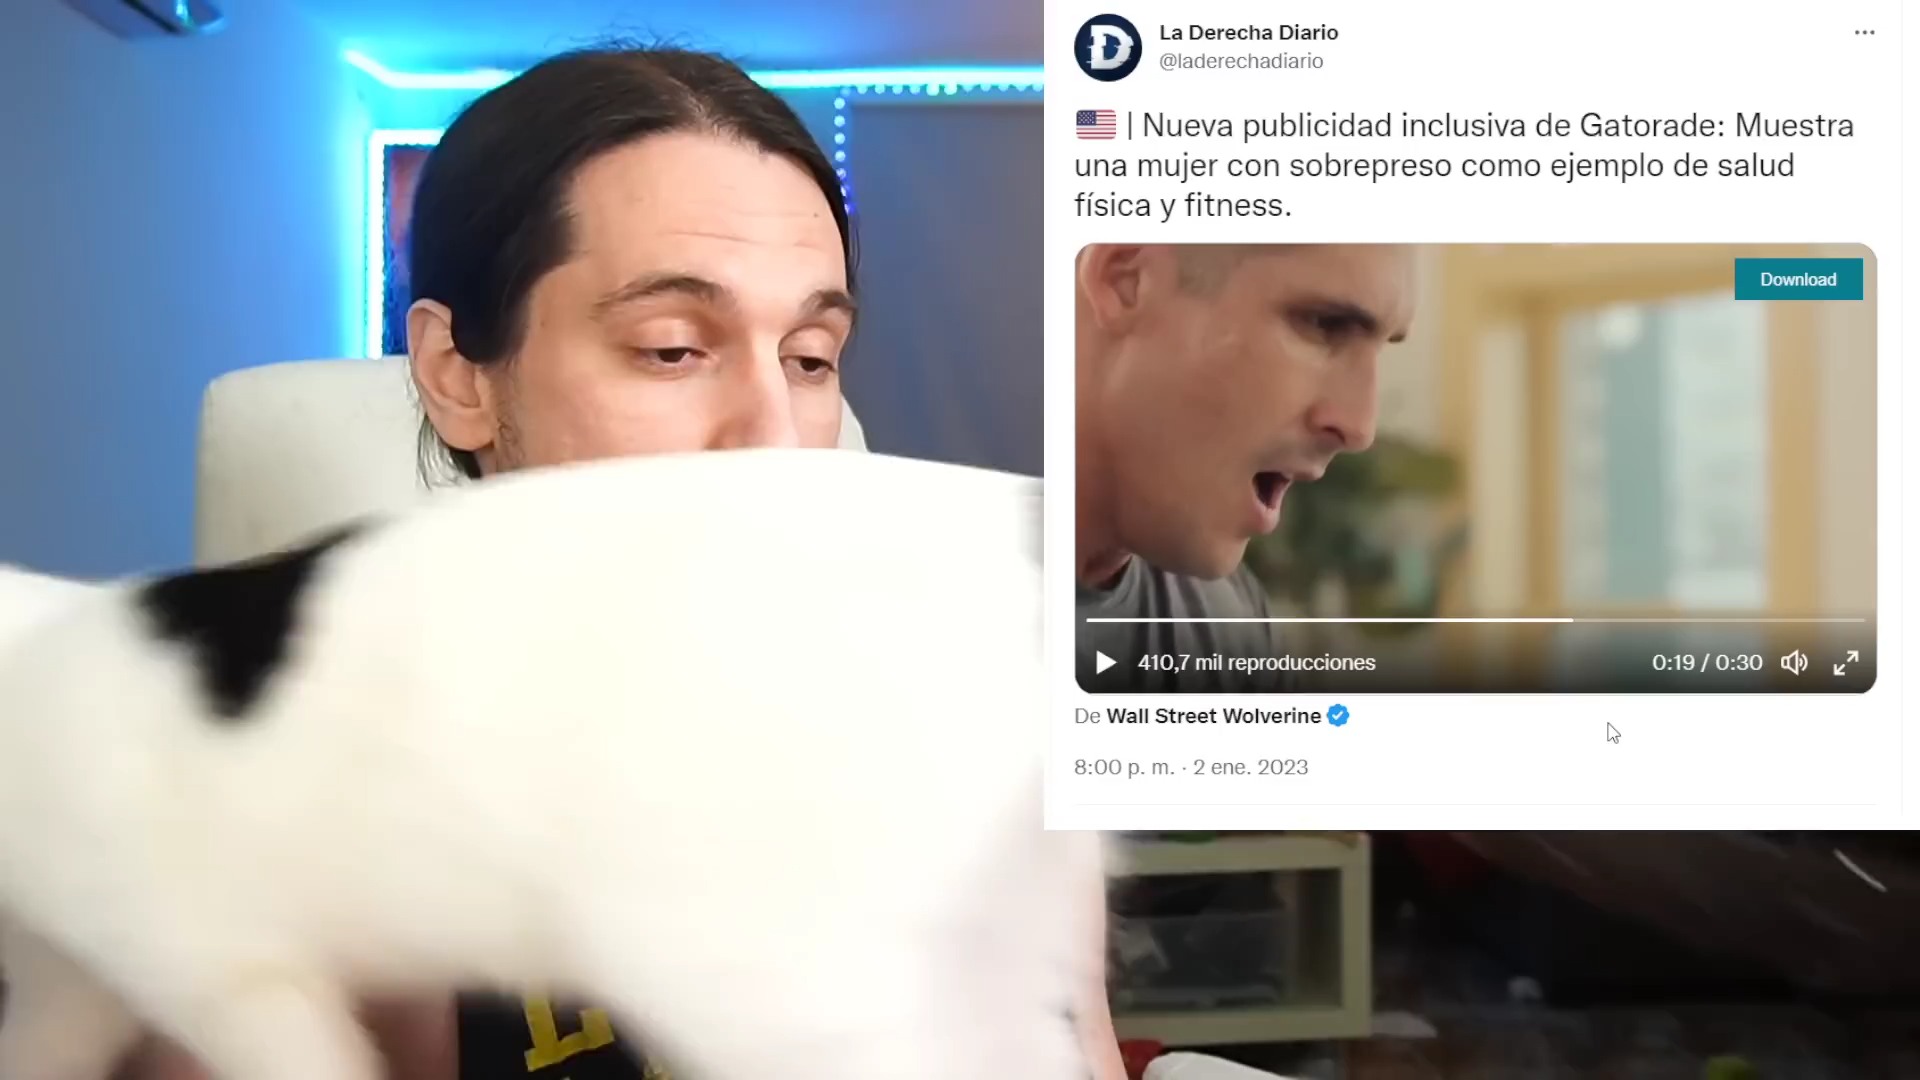 La Derecha Diario
@laderechadiario
| Nueva publicidad inclusiva de Gatorade: Muestra
una mujer con sobrepreso como ejemplo de salud
física y fitness.
Download
410,7 mil reproducciones
0:19 / 0:30
De Wall Street Wolverine
8:00 p. m. · 2 ene. 2023